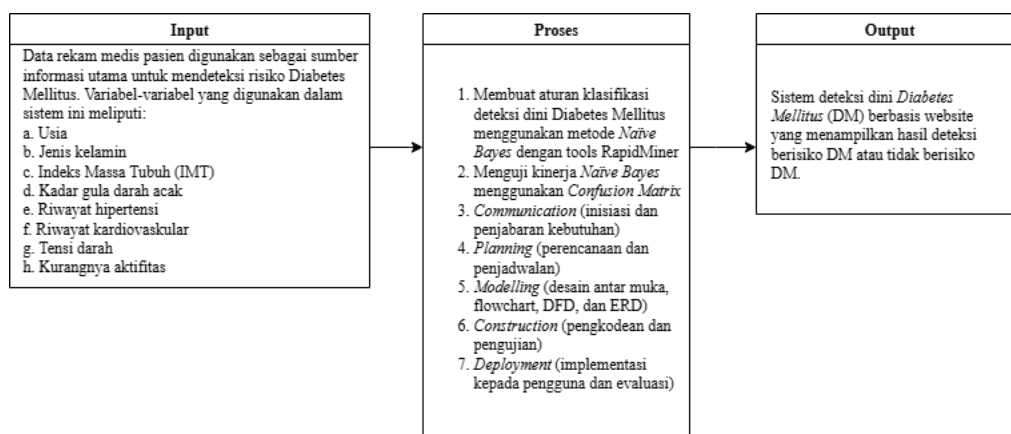 Input
Data rekam medis pasien digunakan sebagai sumber
informasi utama untuk mendeteksi risiko Diabetes
Mellitus. Variabel-variabel yang digunakan dalam
sistem ini meliputi:
a. Usia
b. Jenis kelamin
c. Indeks Massa Tubuh (IMT)
d. Kadar gula darah acak
e. Riwayat hipertensi
f. Riwayat kardiovaskular
g. Tensi darah
h. Kurangnya aktifitas
Proses
1. Membuat aturan klasifikasi
deteksi dini Diabetes Mellitus
menggunakan metode Naïve
Bayes dengan tools RapidMiner
2. Menguji kinerja Naïve Bayes
menggunakan Confusion Matrix
3. Communication (inisiasi dan
penjabaran kebutuhan)
4. Planning (perencanaan dan
penjadwalan)
5. Modelling (desain antar muka,
flowchart, DFD, dan ERD)
6. Construction (pengkodean dan
pengujian)
7. Deployment (implementasi
kepada pengguna dan evaluasi)
Output
Sistem deteksi dini Diabetes
Mellitus (DM) berbasis website
yang menampilkan hasil deteksi
berisiko DM atau tidak berisiko
DM.